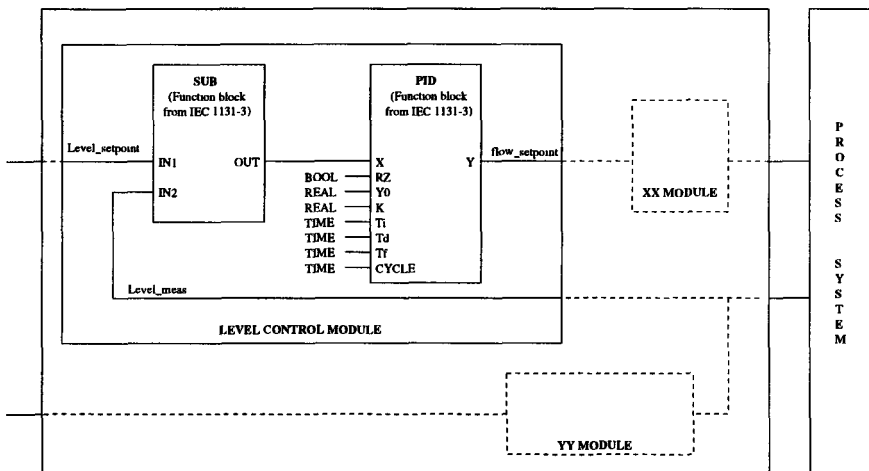 SUB
(Function block
from IEC 1131-3)
PID
(Function block
from IEC 1131-3)
Level_setpoint
IN1
OUT
IN2
X
Y
flow_setpoint
BOOL
RZ
REAL
Y0
REAL
K
TIME
Ti
TIME
Td
TIME
Tf
TIME
CYCLE
Level_meas
LEVEL CONTROL MODULE
XX MODULE
YY MODULE
PROCESS SYSTEM